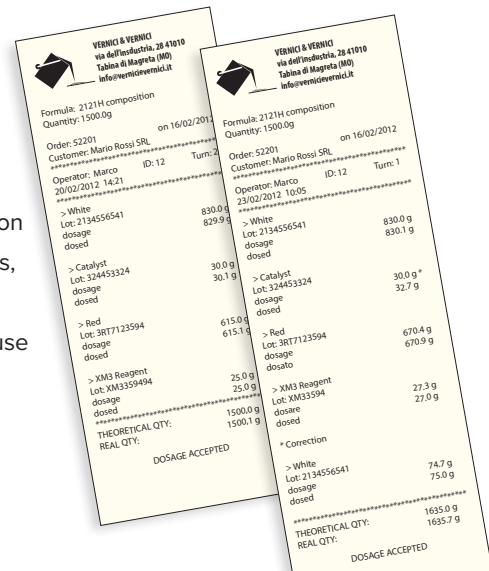 on
s,
use
VERNICI & VERNICI
via dell'insdustria, 28 41010
Tabina di Magreta (MO)
info@vernicievernici.it
Formula: 2121H composition
Quantity: 1500.0g
Order: 52201 on 16/02/2012
Customer: Mario Rossi SRL
****************************************
Operator: Marco ID: 12 Turn: 2
20/02/2012 14:21
****************************************
> White
Lot: 2134556541
dosage 830.0 g
dosed 829.9 g
> Catalyst
Lot: 324453324
dosage 30.0 g
dosed 30.1 g
> Red
Lot: 3RT7123594
dosage 615.0 g
dosed 615.1 g
> XM3 Reagent
Lot: XM3359494
dosage 25.0 g
dosed 25.0 g
****************************************
THEORETICAL QTY: 1500.0 g
REAL QTY: 1500,1 g
DOSAGE ACCEPTED
VERNICI & VERNICI
via dell'insdustria, 28 41010
Tabina di Magreta (MO)
info@vernicievernici.it
Formula: 2121H composition
Quantity: 1500.0g
Order: 52201 on 16/02/2012
Customer: Mario Rossi SRL
****************************************
Operator: Marco ID: 12 Turn: 1
23/02/2012 10:05
****************************************
> White
Lot: 2134556541
dosage 830.0 g
dosed 830.1 g
> Catalyst
Lot: 324453324
dosage 30.0 g *
dosed 32.7 g
> Red
Lot: 3RT7123594
dosage 670.4 g
dosato 670.9 g
> XM3 Reagent
Lot: XM33594
dosare 27.3 g
dosed 27.0 g
* Correction
> White
Lot: 2134556541
dosage 74.7 g
dosed 75.0 g
****************************************
THEORETICAL QTY: 1635.0 g
REAL QTY: 1635.7 g
DOSAGE ACCEPTED